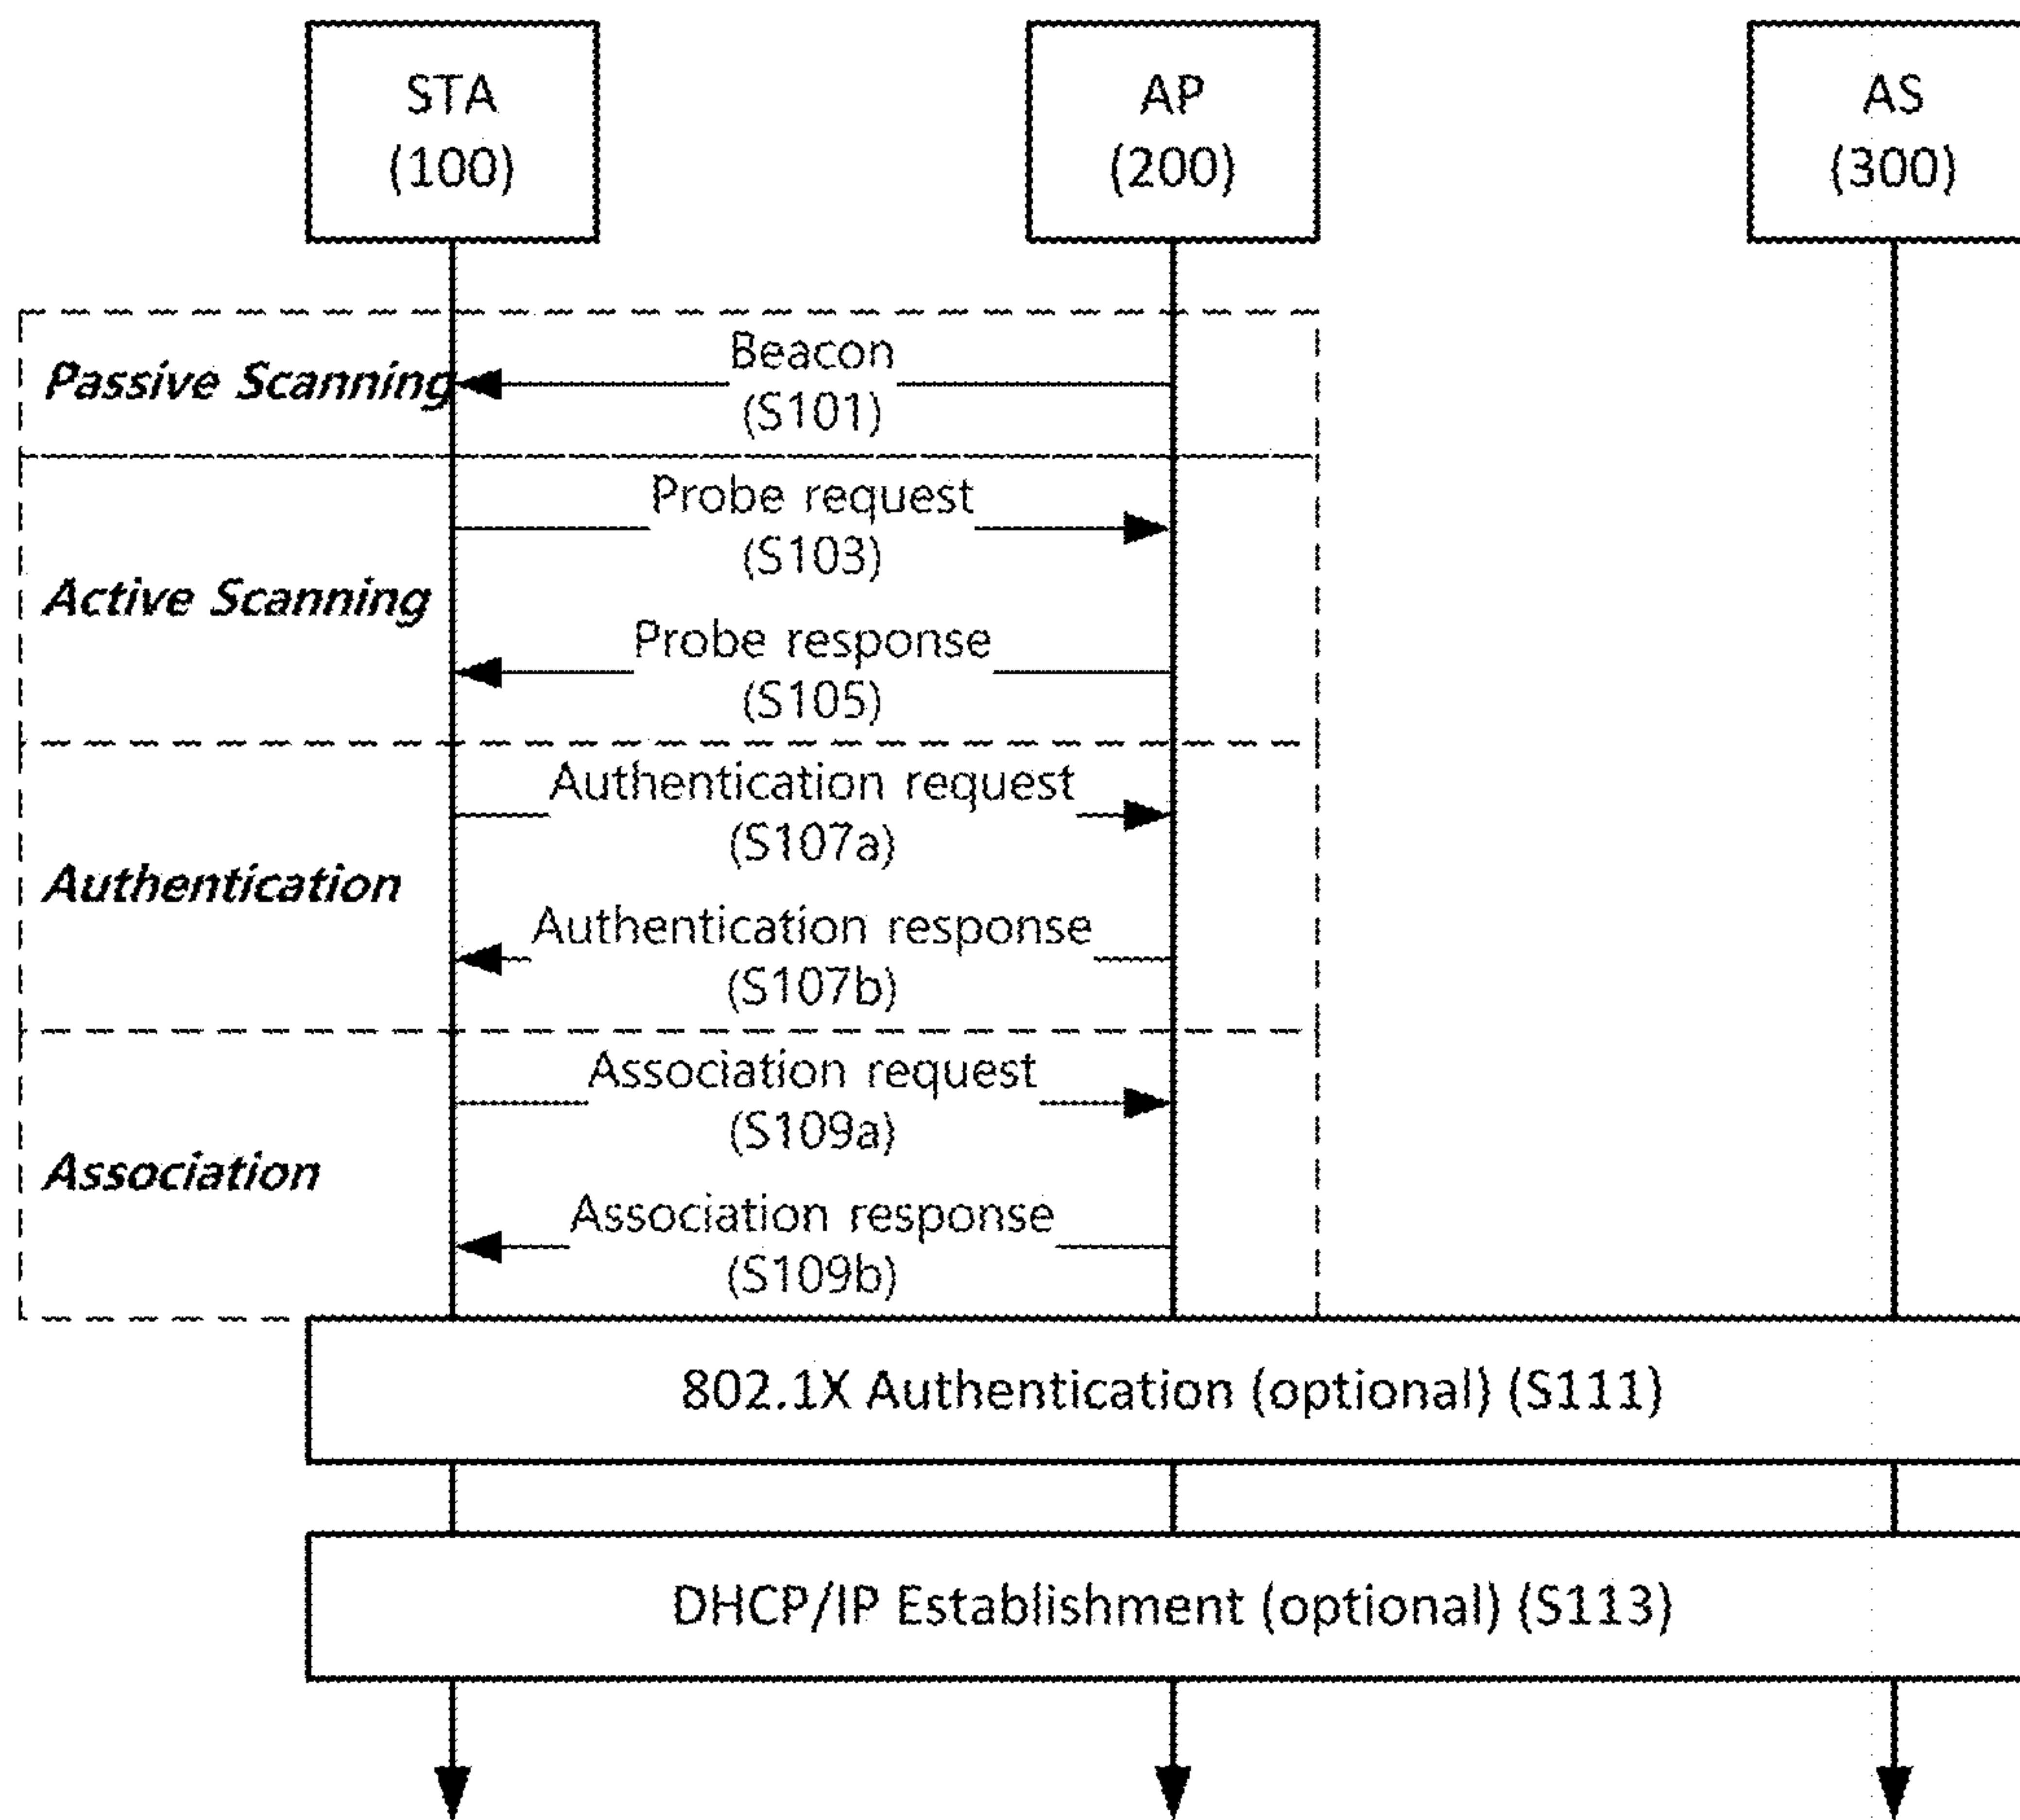 STA
(100)
AP
(200)
AS
(300)
Passive Scanning
Beacon
(S101)
Active Scanning
Probe request
(S103)
Probe response
(S105)
Authentication
Authentication request
(S107a)
Authentication response
(S107b)
Association
Association request
(S109a)
Association response
(S109b)
802.1X Authentication (optional) (S111)
DHCP/IP Establishment (optional) (S113)